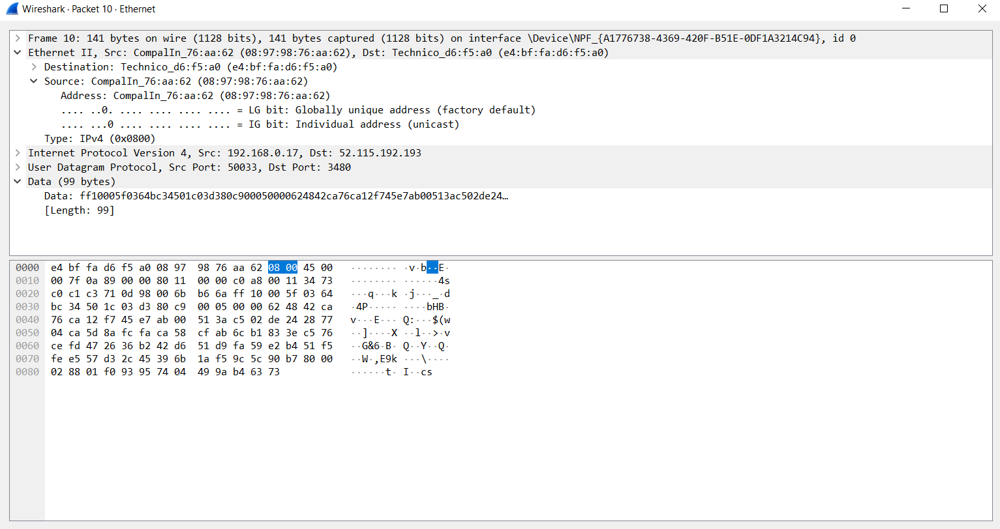 Wireshark · Packet 10 · Ethernet
Frame 10: 141 bytes on wire (1128 bits), 141 bytes captured (1128 bits) on interface \Device\NPF_{A1776738-4369-420F-B51E-0DF1A3214C94}, id 0
Ethernet II, Src: CompalIn_76:aa:62 (08:97:98:76:aa:62), Dst: Technico_d6:f5:a0 (e4:bf:fa:d6:f5:a0)
Destination: Technico_d6:f5:a0 (e4:bf:fa:d6:f5:a0)
Source: CompalIn_76:aa:62 (08:97:98:76:aa:62)
Address: CompalIn_76:aa:62 (08:97:98:76:aa:62)
.... ..0. .... .... .... .... = LG bit: Globally unique address (factory default)
.... ...0 .... .... .... .... = IG bit: Individual address (unicast)
Type: IPv4 (0x0800)
Internet Protocol Version 4, Src: 192.168.0.17, Dst: 52.115.192.193
User Datagram Protocol, Src Port: 50033, Dst Port: 3480
Data (99 bytes)
Data: ff10005f0364bc34501c03d380c900050000624842ca76ca12f745e7ab00513ac502de24…
[Length: 99]
0000 e4 bf fa d6 f5 a0 08 97 98 76 aa 62 08 00 45 00 ········ ·v·b··E·
0010 00 7f 0a 89 00 00 80 11 00 00 c0 a8 00 11 34 73 ········ ······4s
0020 c0 c1 c3 71 0d 98 00 6b b6 6a ff 10 00 5f 03 64 ···q···k ·j···_·d
0030 bc 34 50 1c 03 d3 80 c9 00 05 00 00 62 48 42 ca ·4P····· ····bHB·
0040 76 ca 12 f7 45 e7 ab 00 51 3a c5 02 de 24 28 77 v···E··· Q:···$(w
0050 04 ca 5d 8a fc fa ca 58 cf ab 6c b1 83 3e c5 76 ··]····X ··l··>·v
0060 ce fd 47 26 36 b2 42 d6 51 d9 fa 59 e2 b4 51 f5 ··G&6·B· Q··Y··Q·
0070 fe e5 57 d3 2c 45 39 6b 1a f5 9c 5c 90 b7 80 00 ··W·,E9k ···\····
0080 02 88 01 f0 93 95 74 04 49 9a b4 63 73 ······t· I··cs